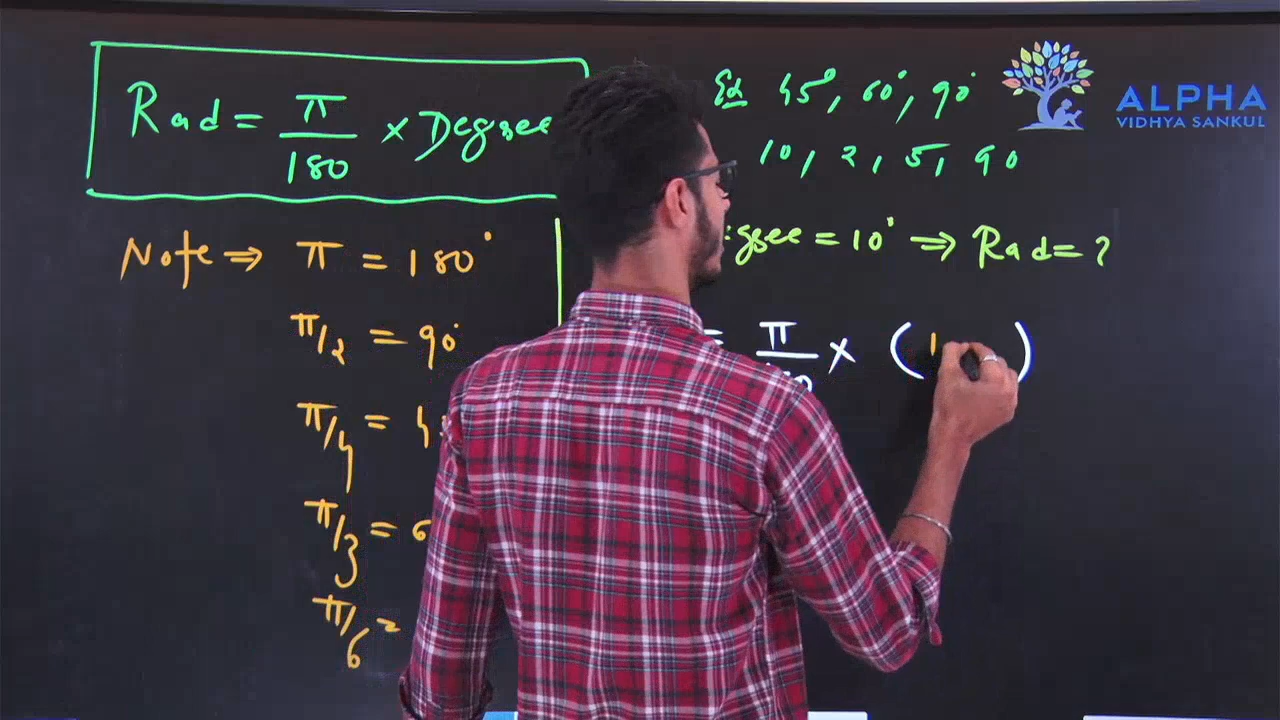 Rad = π/180 × Degree
Ex 45°, 60°, 90°
10, 2, 5, 90
ALPHA
VIDHYA SANKUL
Note ⇒ π = 180°
π/2 = 90°
π/4 =
π/3 =
π/6 =
= 10° ⇒ Rad = ?
= π/ × (1 )